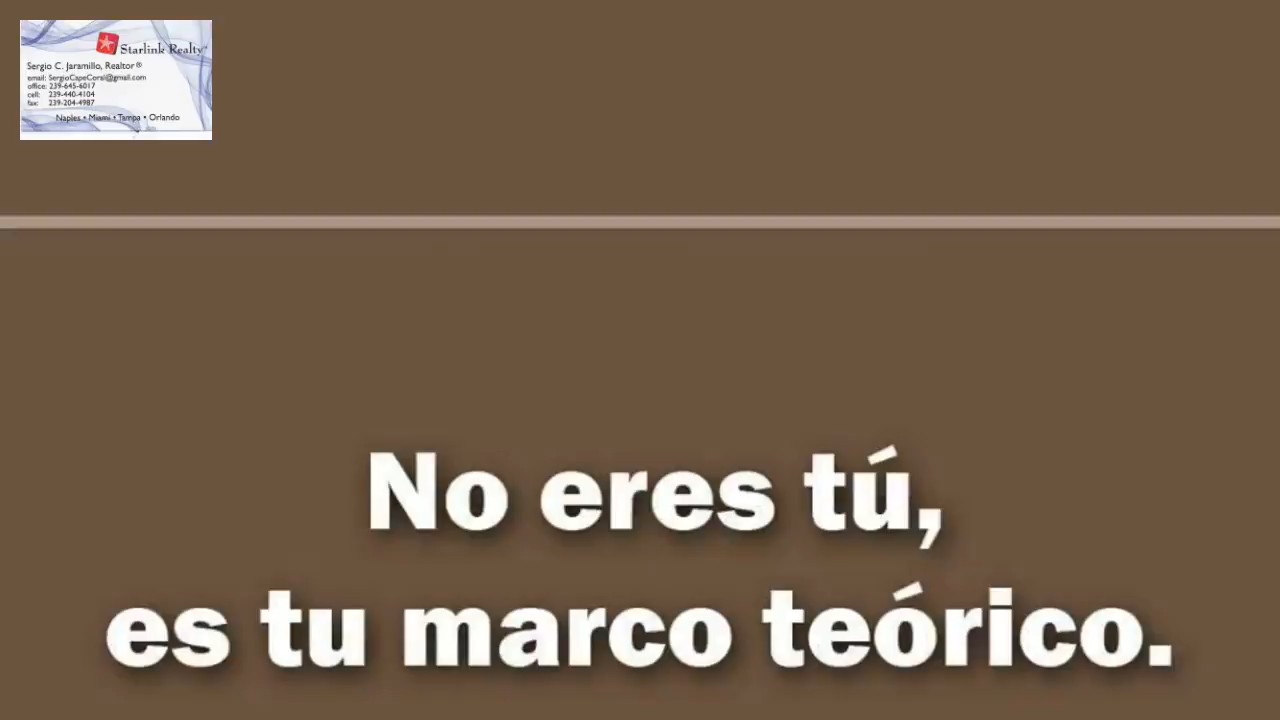 Starlink Realty
Sergio C. Jaramillo, Realtor ®
email: SergioCapeCoral@gmail.com
office: 239-645-6017
cell: 239-440-4104
fax: 239-204-4987
Naples • Miami • Tampa • Orlando
No eres tú,
es tu marco teórico.